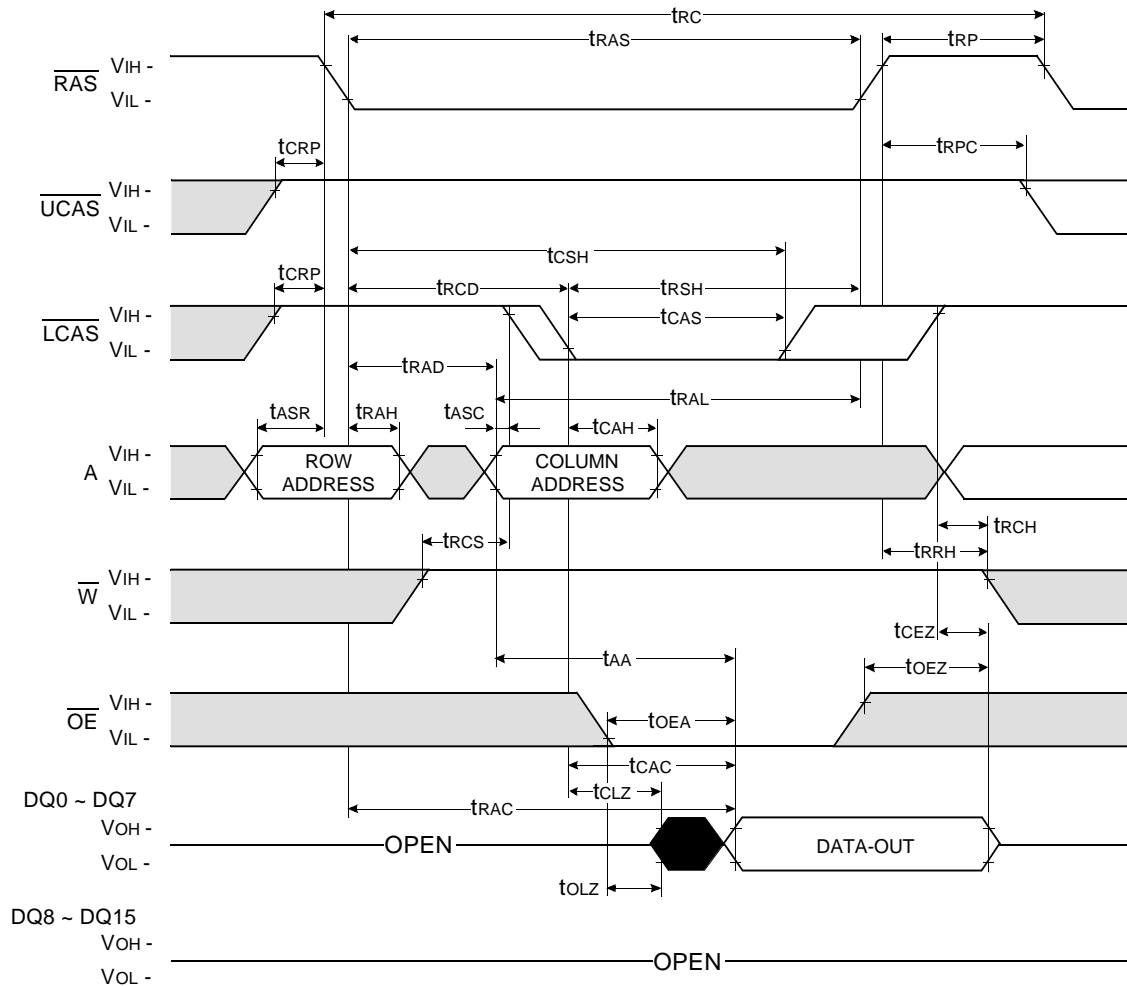 tRC
tRAS
tRP
RAS
VIH -
VIL -
tCRP
tRPC
UCAS
VIH -
VIL -
tCSH
tCRP
tRCD
tRSH
LCAS
VIH -
VIL -
tCAS
tRAD
tRAL
tASR
tRAH
tASC
tCAH
A
VIH -
VIL -
ROW
ADDRESS
COLUMN
ADDRESS
tRCS
tRCH
tRRH
W
VIH -
VIL -
tCEZ
tAA
tOEZ
OE
VIH -
VIL -
tOEA
tCAC
tCLZ
tRAC
DQ0 ~ DQ7
VOH -
VOL -
OPEN
DATA-OUT
tOLZ
DQ8 ~ DQ15
VOH -
VOL -
OPEN